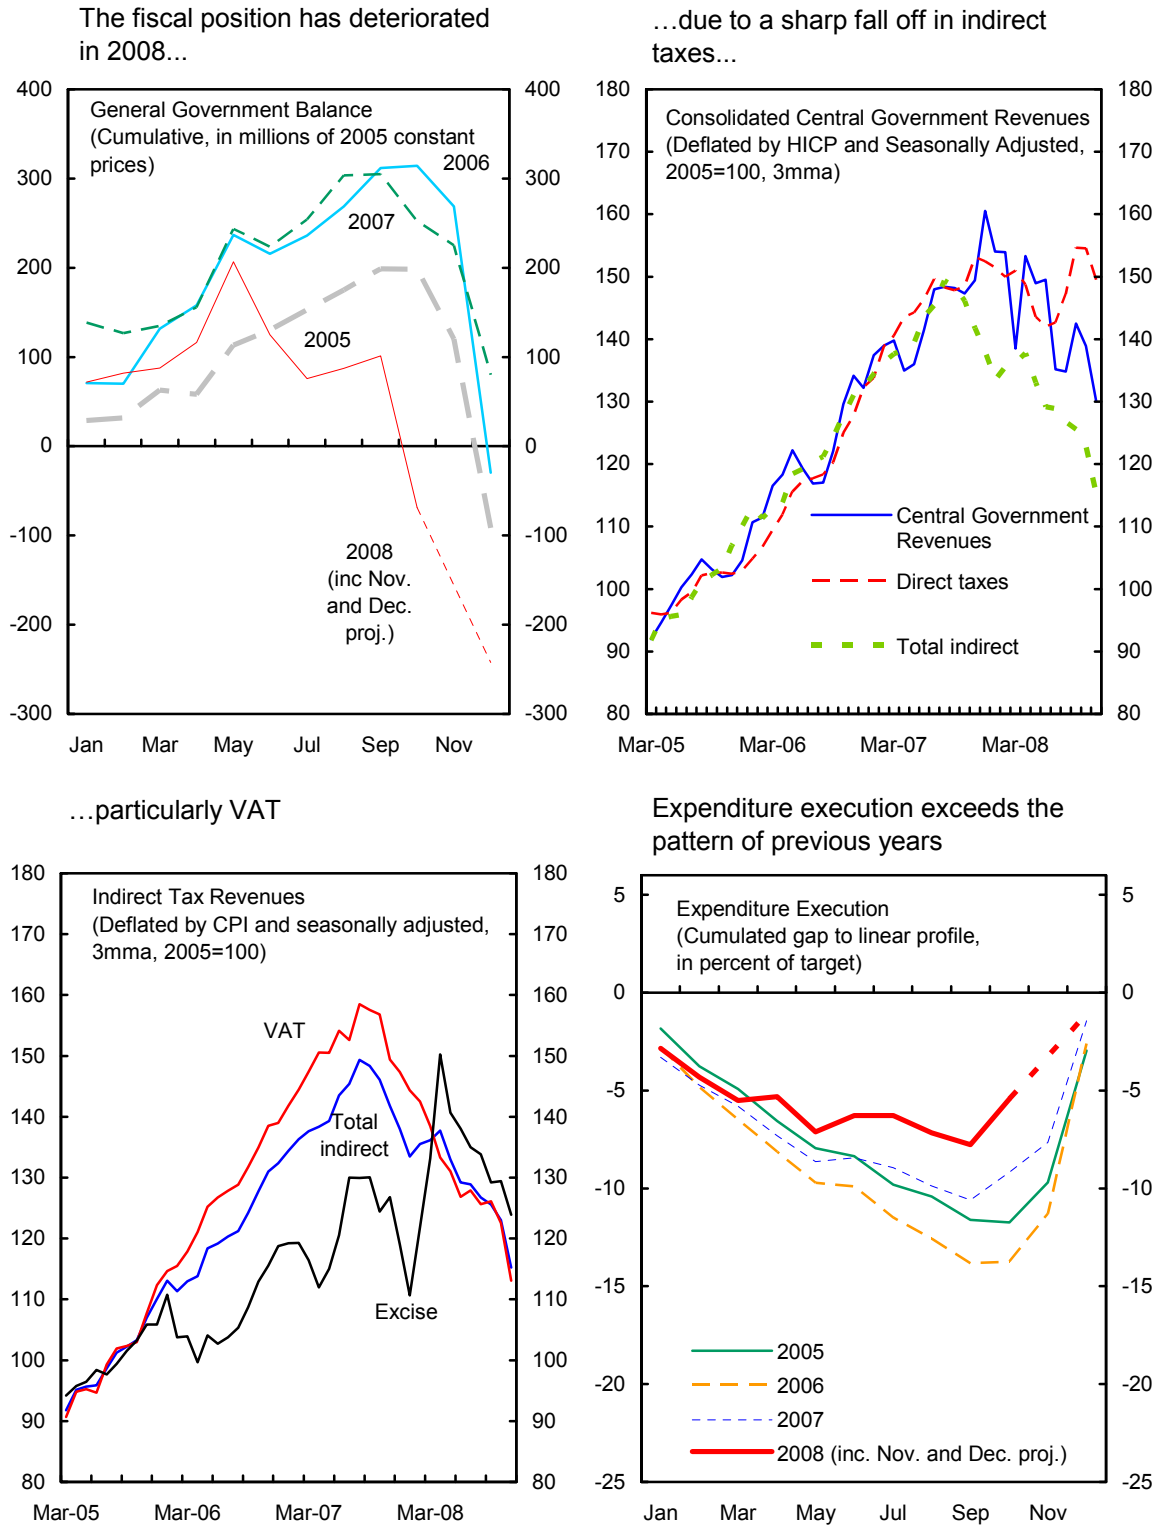 The fiscal position has deteriorated
in 2008...
400
300
200
100
0
-100
-200
-300
General Government Balance
(Cumulative, in millions of 2005 constant
prices)
2006
2007
2005
2008
(inc Nov.
and Dec.
proj.)
400
300
200
100
0
-100
-200
-300
Jan Mar May Jul Sep Nov
…due to a sharp fall off in indirect
taxes...
180
170
160
150
140
130
120
110
100
90
80
Consolidated Central Government Revenues
(Deflated by HICP and Seasonally Adjusted,
2005=100, 3mma)
Central Government
Revenues
Direct taxes
Total indirect
180
170
160
150
140
130
120
110
100
90
80
Mar-05 Mar-06 Mar-07 Mar-08
…particularly VAT
180
170
160
150
140
130
120
110
100
90
80
Indirect Tax Revenues
(Deflated by CPI and seasonally adjusted,
3mma, 2005=100)
VAT
Total
indirect
Excise
180
170
160
150
140
130
120
110
100
90
80
Mar-05 Mar-06 Mar-07 Mar-08
Expenditure execution exceeds the
pattern of previous years
5
0
-5
-10
-15
-20
-25
Expenditure Execution
(Cumulated gap to linear profile,
in percent of target)
2005
2006
2007
2008 (inc. Nov. and Dec. proj.)
5
0
-5
-10
-15
-20
-25
Jan Mar May Jul Sep Nov